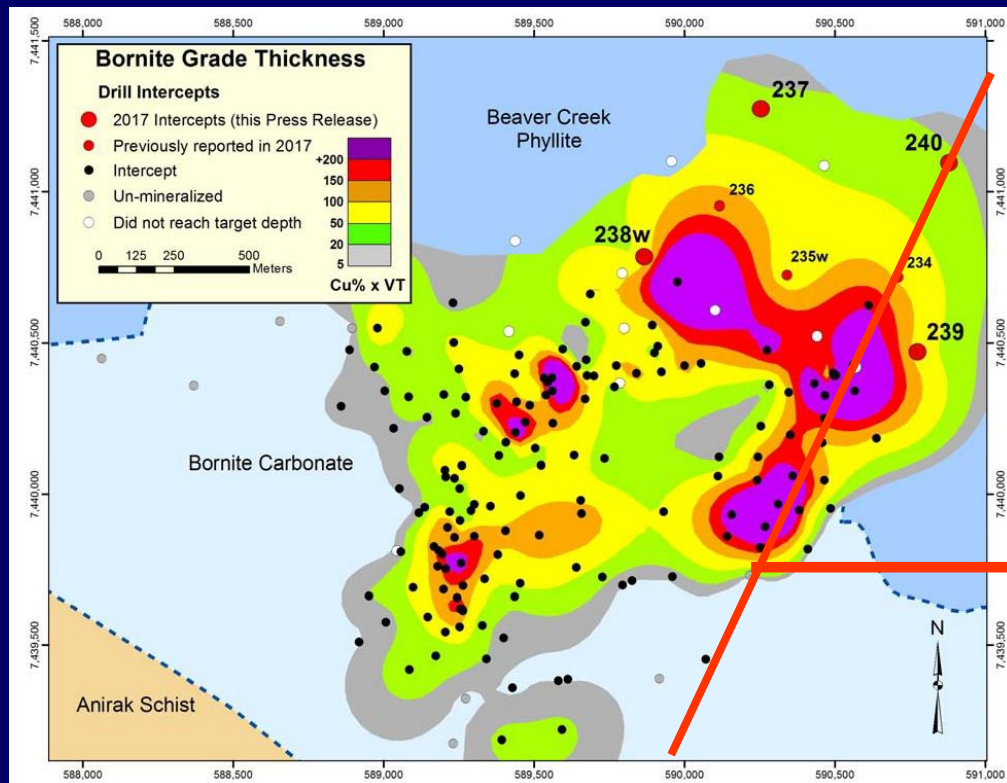 588,000 588,500 589,000 589,500 590,000 590,500 591,000
7,441,500
Bornite Grade Thickness
Drill Intercepts
2017 Intercepts (this Press Release)
Previously reported in 2017
Intercept
Un-mineralized
Did not reach target depth
0 125 250 500
Meters
+200
150
100
50
20
5
Cu% x VT
Beaver Creek
Phyllite
237
240
7,441,000
7,441,000
236
238w
235w
234
239
7,440,500
7,440,500
Bornite Carbonate
7,440,000
7,440,000
7,439,500
7,439,500
N
Anirak Schist
588,000 588,500 589,000 589,500 590,000 590,500 591,000